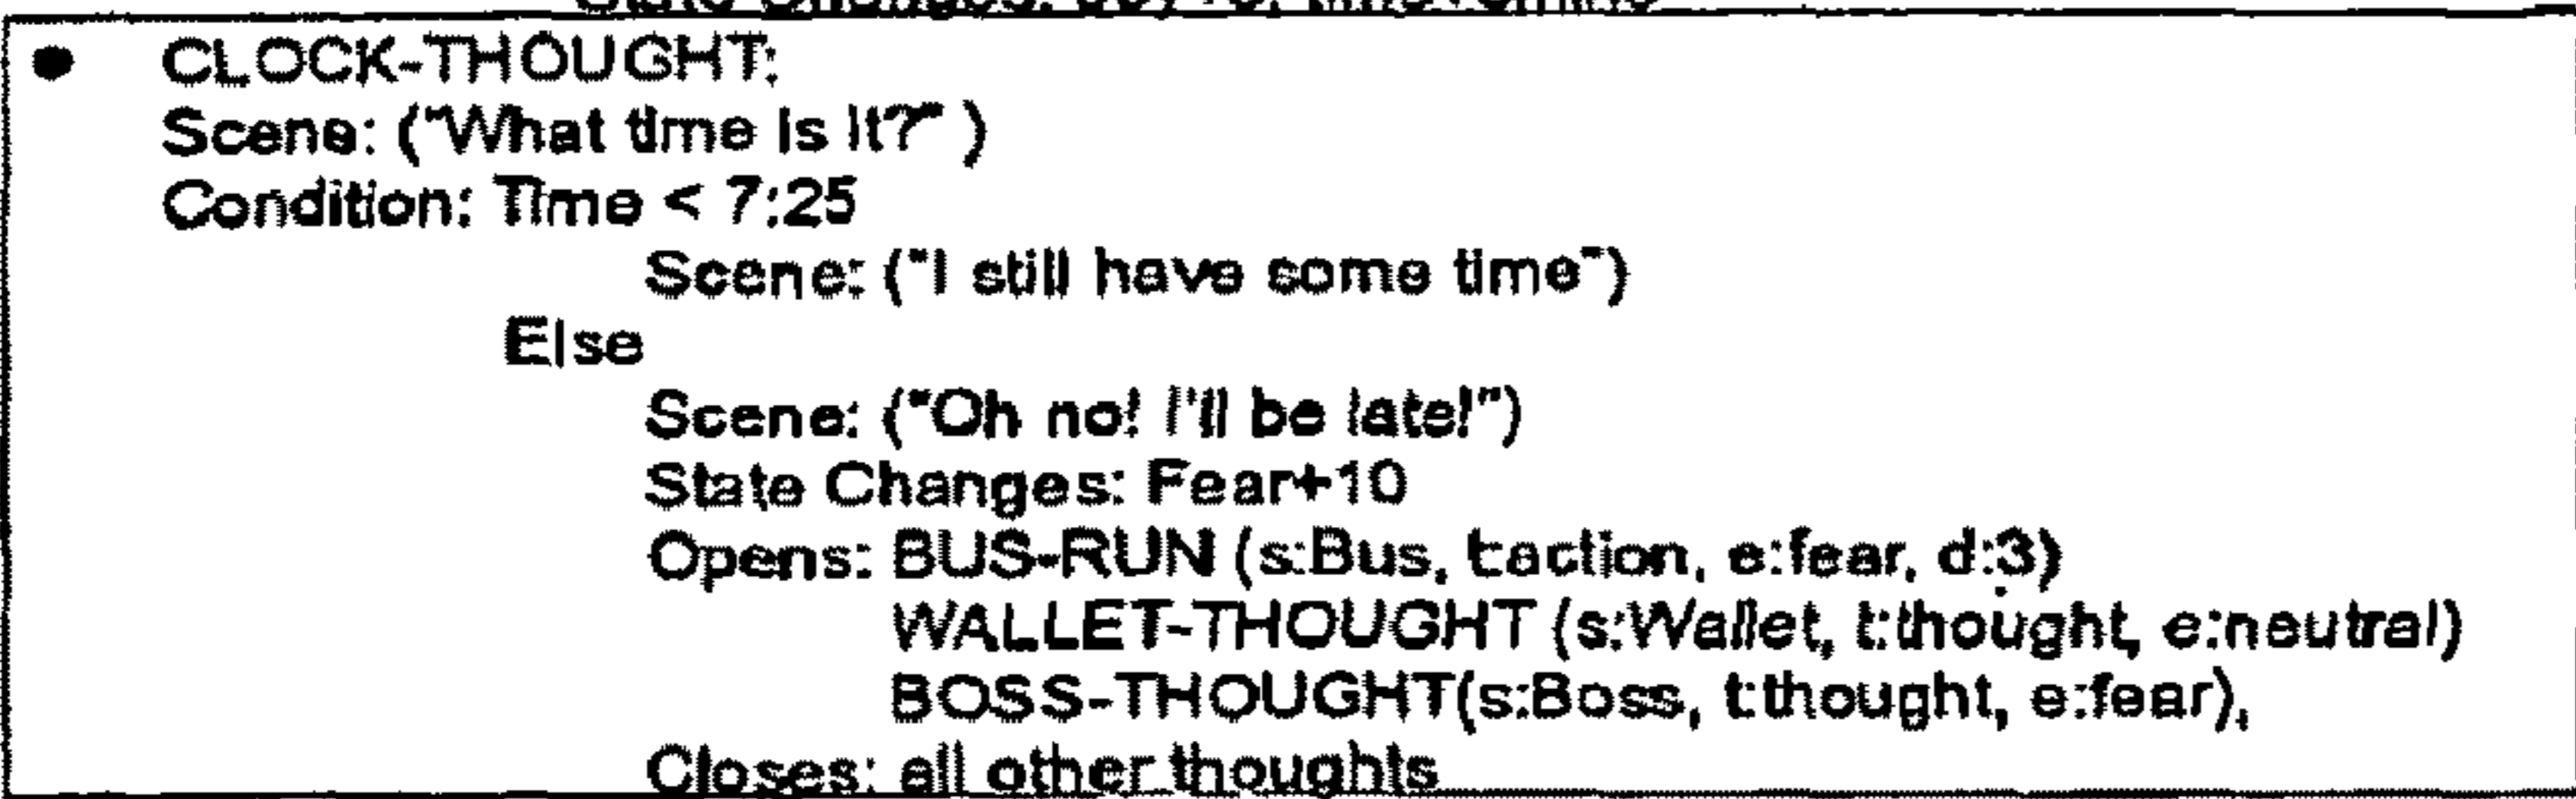 • CLOCK-THOUGHT:
Scene: ("What time is it?" )
Condition: Time < 7:25
Scene: ("I still have some time")
Else
Scene: ("Oh no! I'll be late!")
State Changes: Fear+10
Opens: BUS-RUN (s:Bus, t:action, e:fear, d:3)
WALLET-THOUGHT (s:Wallet, t:thought, e:neutral)
BOSS-THOUGHT(s:Boss, t:thought, e:fear),
Closes: all other thoughts